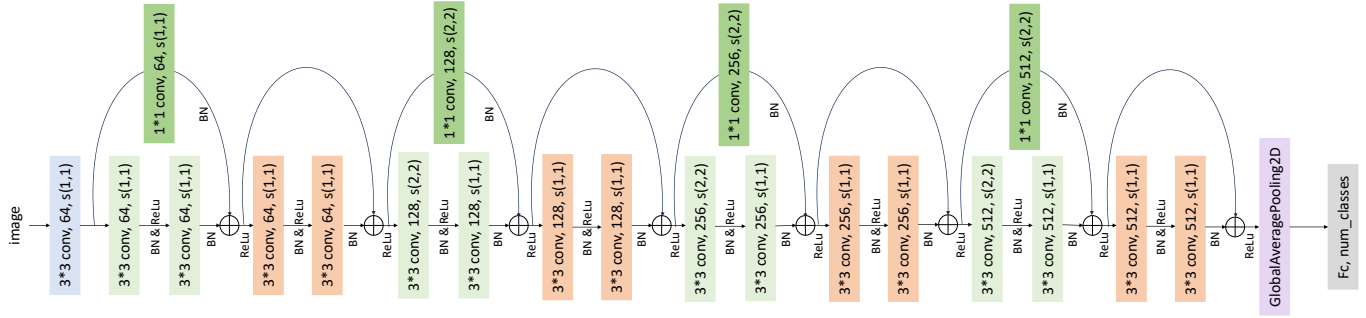 image
3*3 conv, 64, s(1,1)
3*3 conv, 64, s(1,1)
BN & ReLu
3*3 conv, 64, s(1,1)
1*1 conv, 64, s(1,1)
BN
BN
ReLu
3*3 conv, 64, s(1,1)
BN & ReLu
3*3 conv, 64, s(1,1)
BN
ReLu
3*3 conv, 128, s(2,2)
BN & ReLu
3*3 conv, 128, s(1,1)
1*1 conv, 128, s(2,2)
BN
BN
ReLU
3*3 conv, 128, s(1,1)
BN & ReLu
3*3 conv, 128, s(1,1)
BN
ReLu
3*3 conv, 256, s(2,2)
BN & ReLu
3*3 conv, 256, s(1,1)
1*1 conv, 256, s(2,2)
BN
BN
ReLu
3*3 conv, 256, s(1,1)
BN & ReLu
3*3 conv, 256, s(1,1)
BN
ReLu
3*3 conv, 512, s(2,2)
BN & ReLu
3*3 conv, 512, s(1,1)
1*1 conv, 512, s(2,2)
BN
BN
ReLu
3*3 conv, 512, s(1,1)
BN & ReLu
3*3 conv, 512, s(1,1)
BN
ReLu
GlobalAveragePooling2D
Fc, num_classes